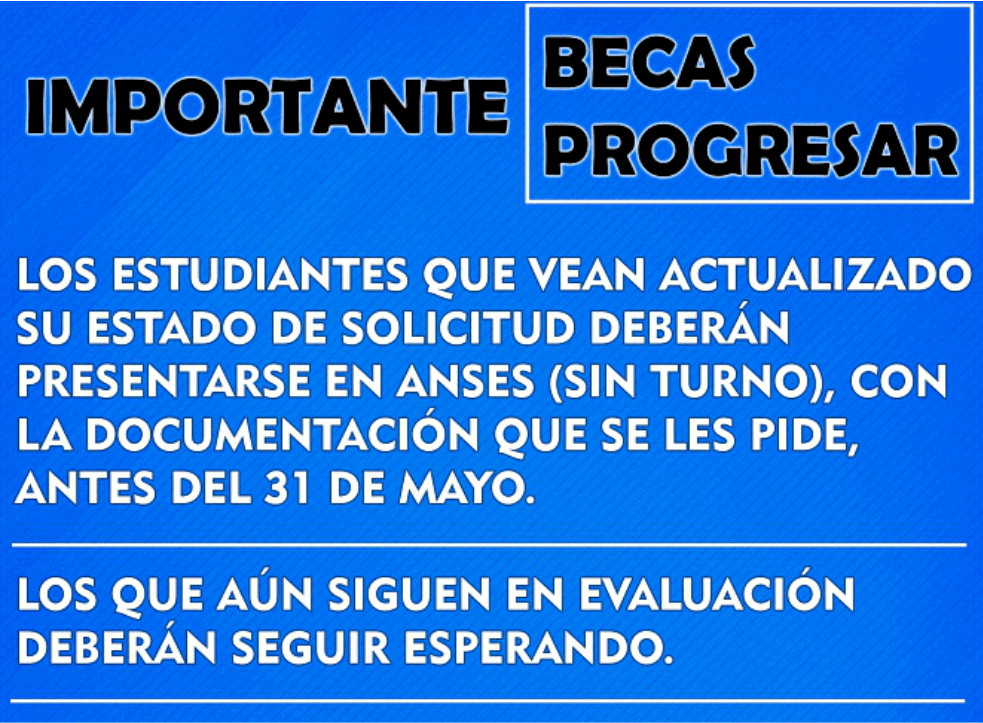 IMPORTANTE
BECAS
PROGRESAR
LOS ESTUDIANTES QUE VEAN ACTUALIZADO
SU ESTADO DE SOLICITUD DEBERÁN
PRESENTARSE EN ANSES (SIN TURNO), CON
LA DOCUMENTACIÓN QUE SE LES PIDE,
ANTES DEL 31 DE MAYO.
LOS QUE AÚN SIGUEN EN EVALUACIÓN
DEBERÁN SEGUIR ESPERANDO.